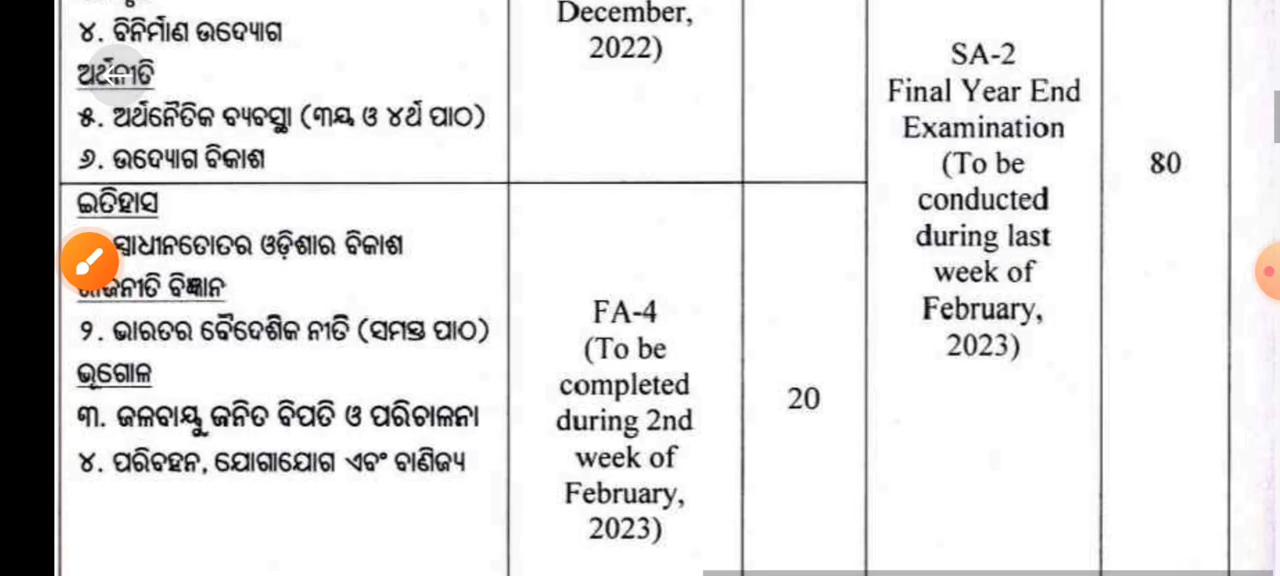 ୪. ବିନିର୍ମାଣ ଉଦ୍ୟୋଗ
ଅର୍ଥନୀତି
୫. ଅର୍ଥନୈତିକ ବ୍ୟବସ୍ଥା (୩ୟ ଓ ୪ର୍ଥ ପାଠ)
୬. ଉଦ୍ୟୋଗ ବିକାଶ
December,
2022)
ଇତିହାସ
ସ୍ୱାଧୀନତୋତର ଓଡ଼ିଶାର ବିକାଶ
ରାଜନୀତି ବିଜ୍ଞାନ
୨. ଭାରତର ବୈଦେଶିକ ନୀତି (ସମସ୍ତ ପାଠ)
ଭୂଗୋଳ
୩. ଜଳବାୟୁ ଜନିତ ବିପତି ଓ ପରିଚାଳନା
୪. ପରିବହନ, ଯୋଗାଯୋଗ ଏବଂ ବାଣିଜ୍ୟ
FA-4
(To be
completed
during 2nd
week of
February,
2023)
20
SA-2
Final Year End
Examination
(To be
conducted
during last
week of
February,
2023)
80